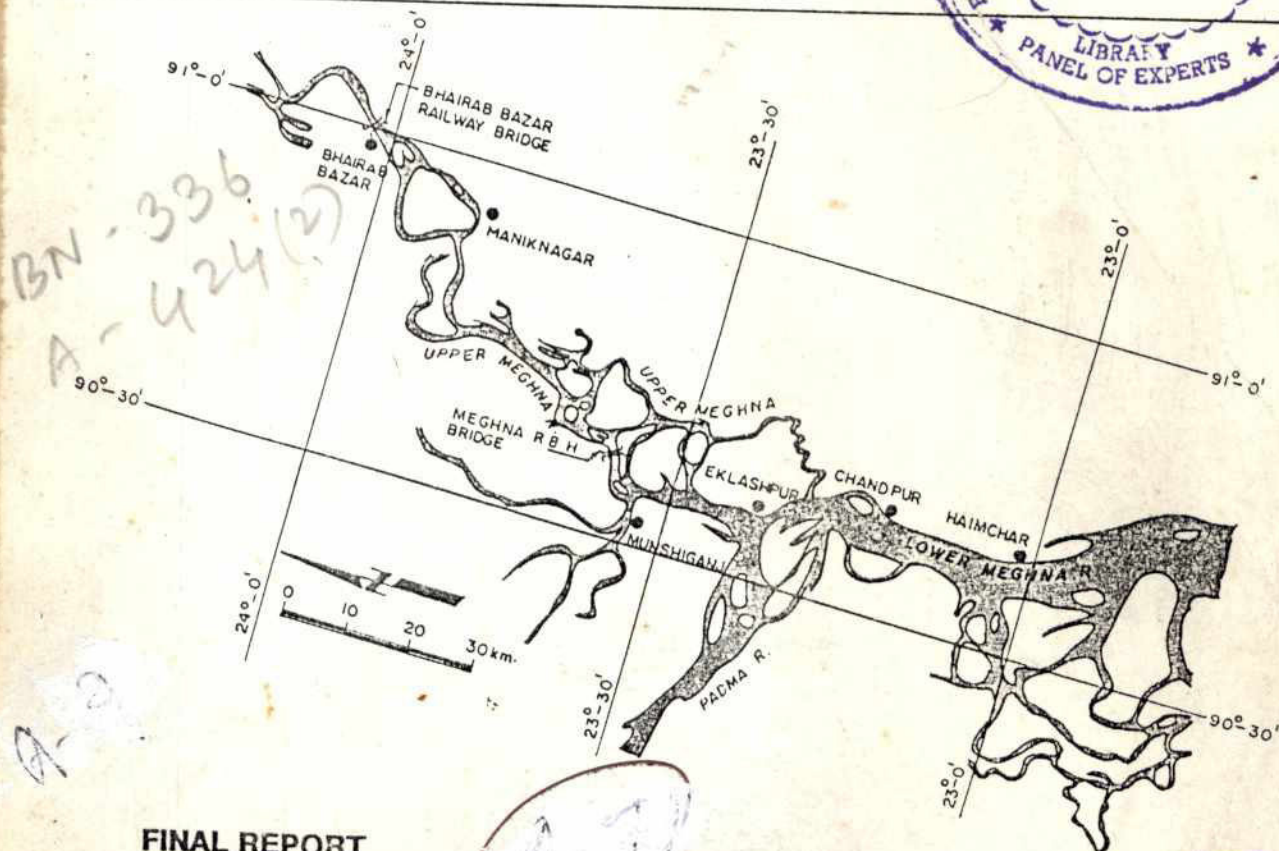 LIBRARY
PANEL OF EXPERTS
24°-0'
91°-0'
BHAIRAB BAZAR
RAILWAY BRIDGE
23°-30'
BHAIRAB
BAZAR
BN - 336
A - 424(2)
MANIKNAGAR
23°-0'
UPPER MEGHNA
UPPER MEGHNA
91°-0'
90°-30'
MEGHNA R & H
BRIDGE
EKLASHPUR
CHANDPUR
HAIMCHAR
MUNSHIGANJ
LOWER MEGHNA R
Z
0 10 20 30 km.
24°-0'
PADMA R.
23°-30'
90°-30'
23°-0'
FINAL REPORT